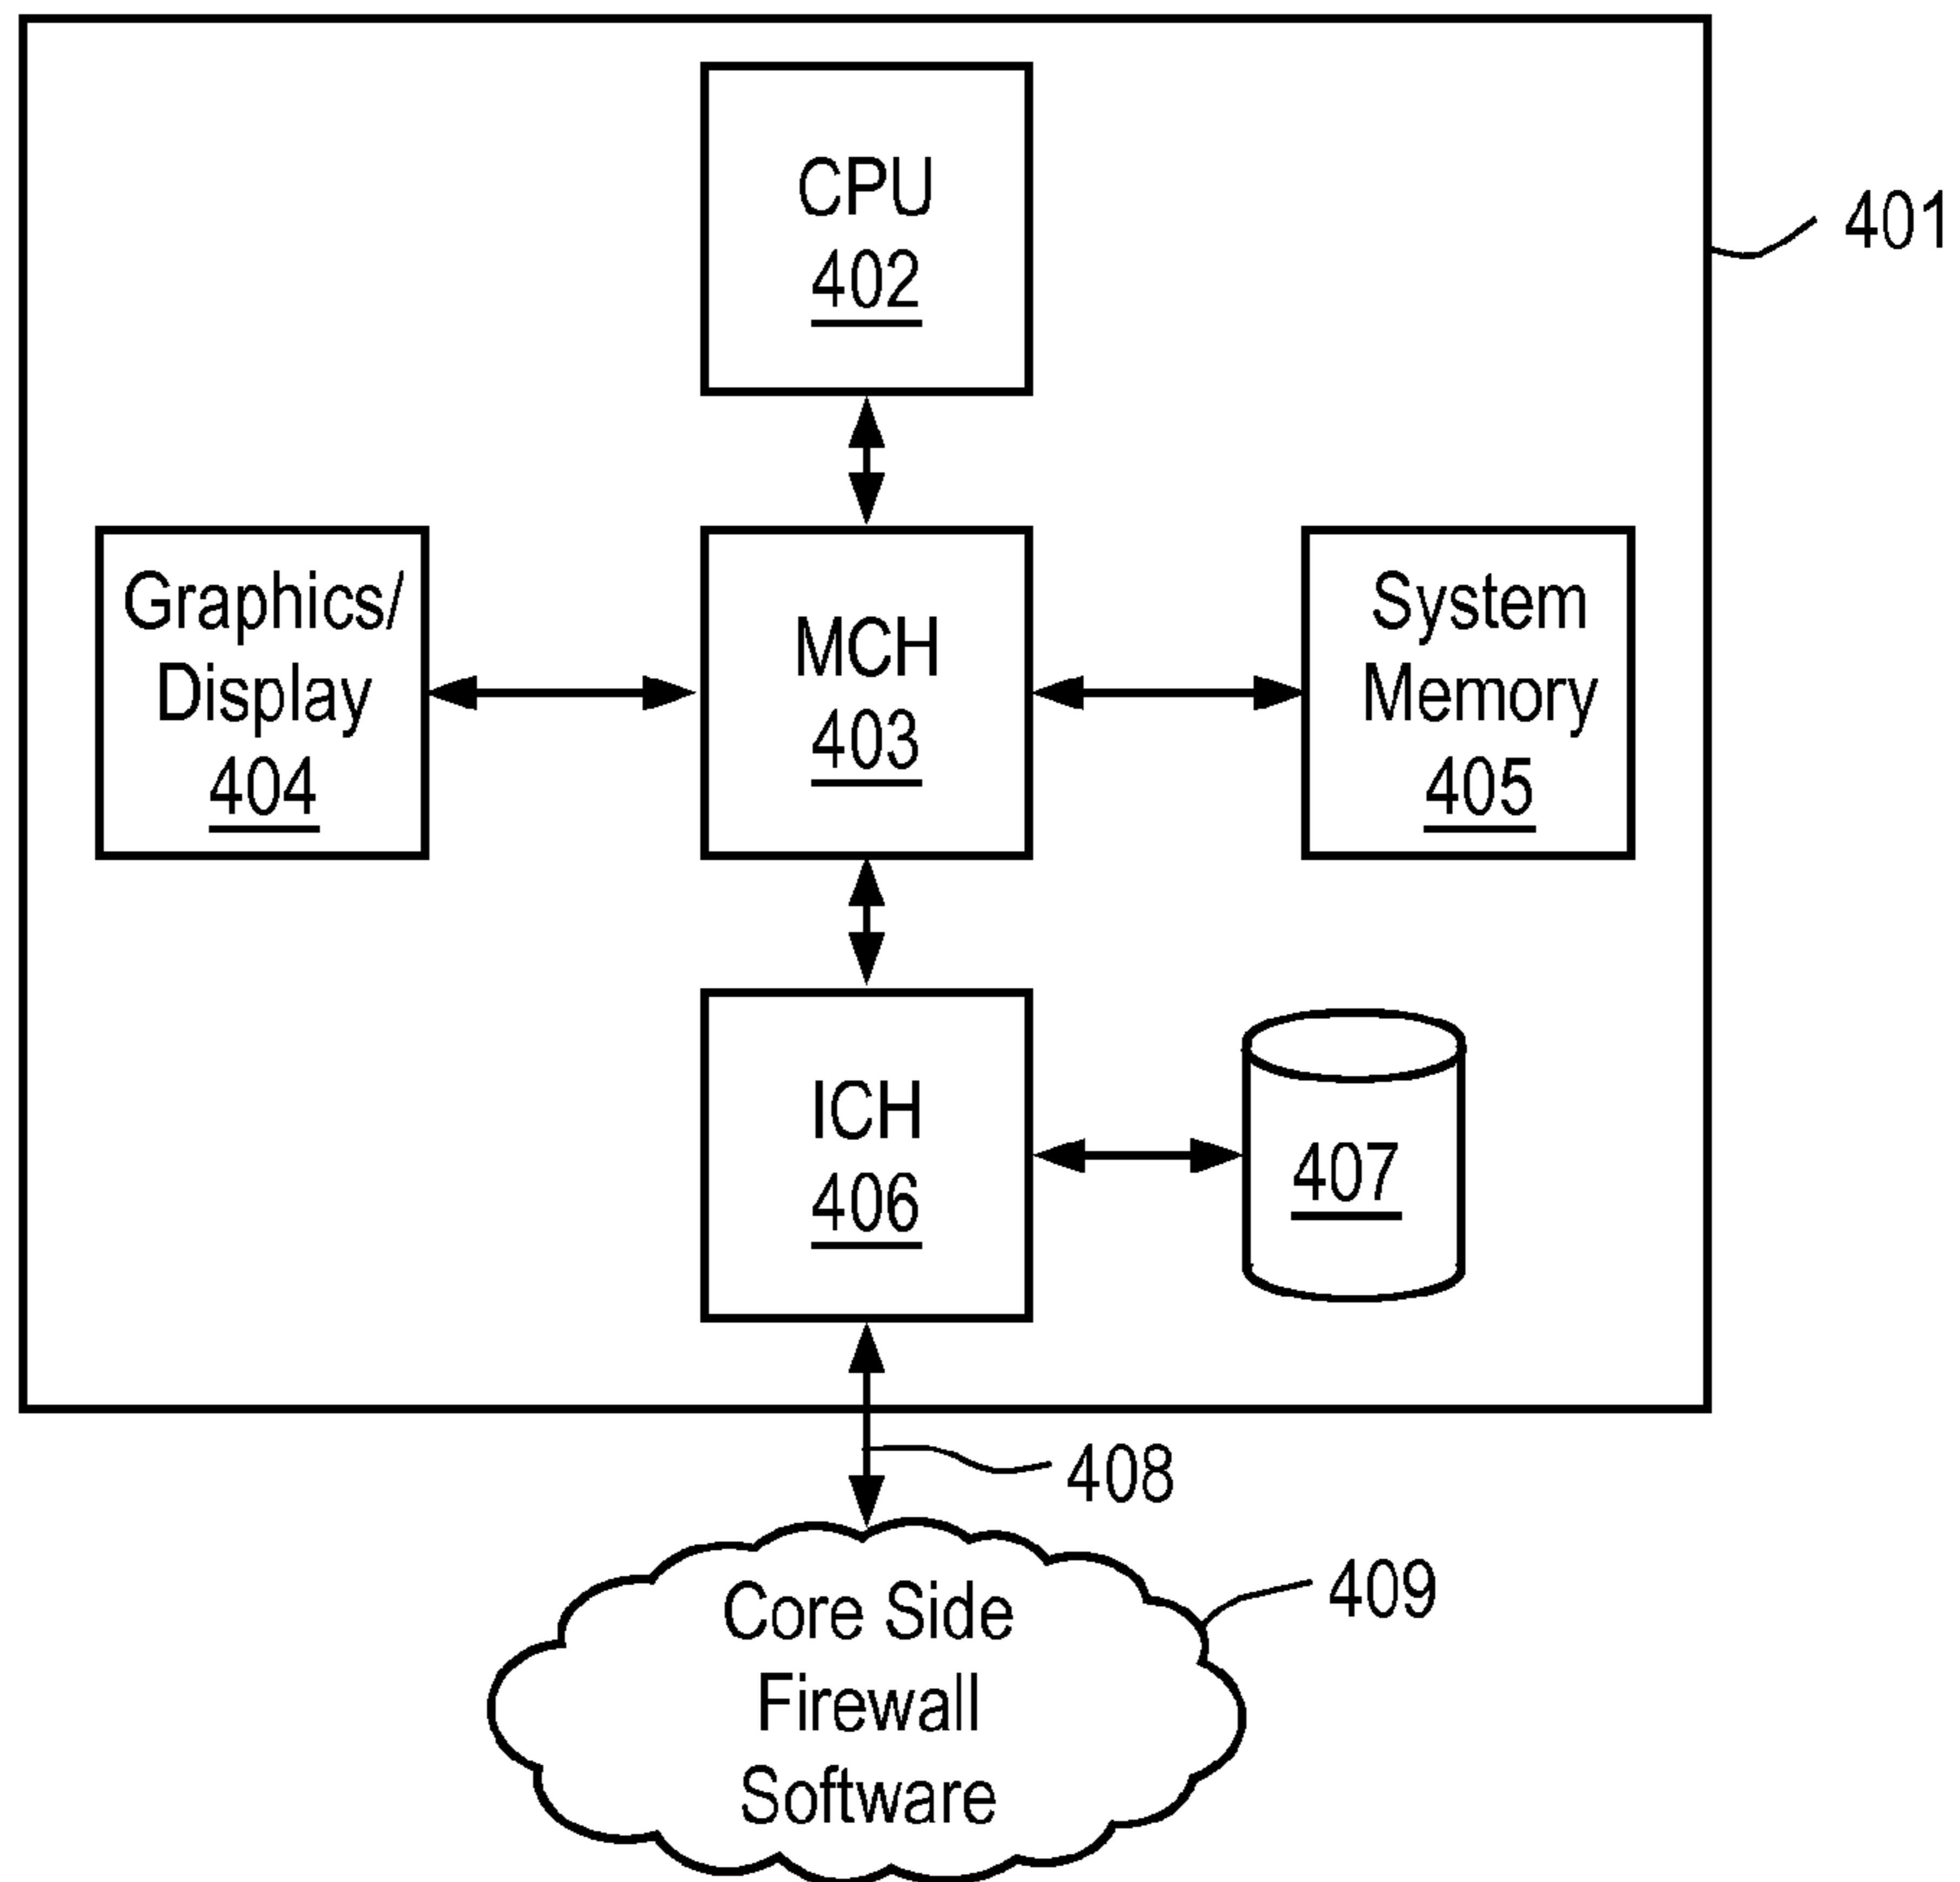 CPU
402
401
Graphics/
Display
404
MCH
403
System
Memory
405
ICH
406
407
408
409
Core Side
Firewall
Software